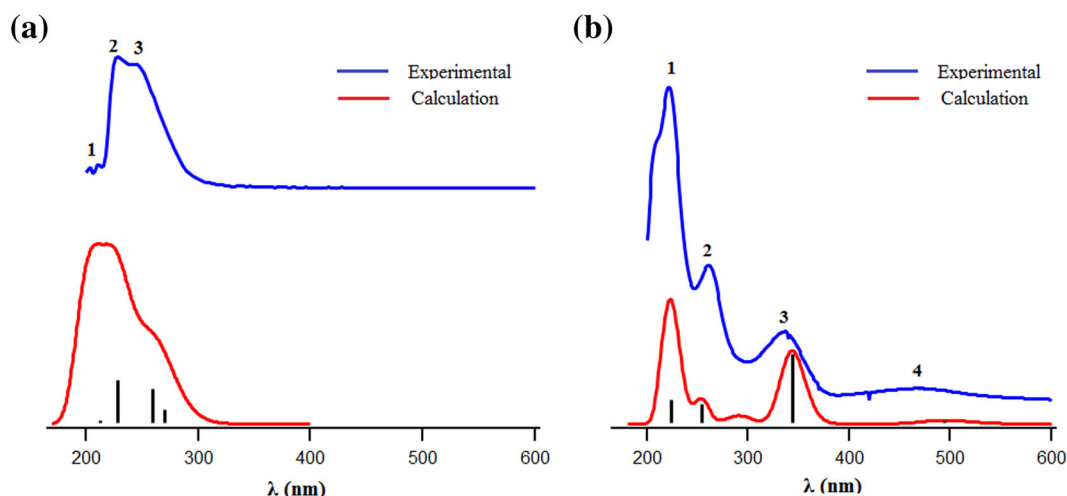 (a)
2 3
1
Experimental
Calculation
200 300 400 500 600
λ (nm)
(b)
1
2
3
4
Experimental
Calculation
200 300 400 500 600
λ (nm)